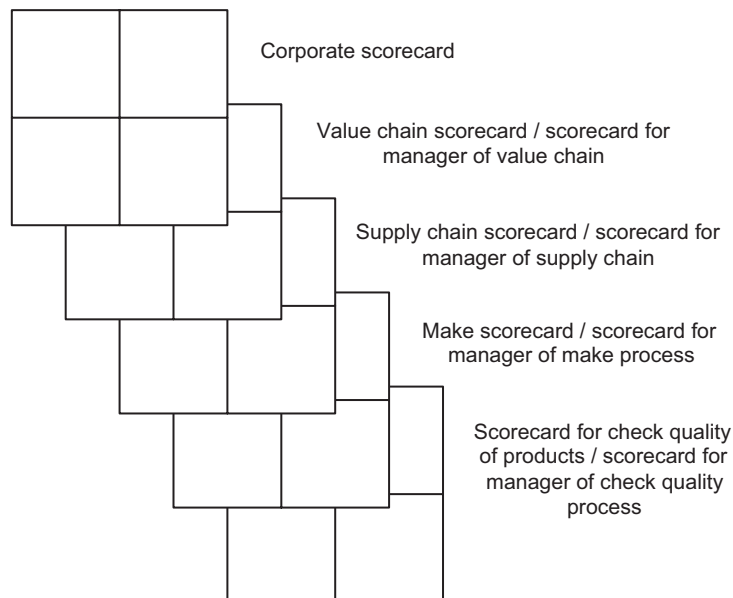 Corporate scorecard
Value chain scorecard / scorecard for
manager of value chain
Supply chain scorecard / scorecard for
manager of supply chain
Make scorecard / scorecard for
manager of make process
Scorecard for check quality
of products / scorecard for
manager of check quality
process